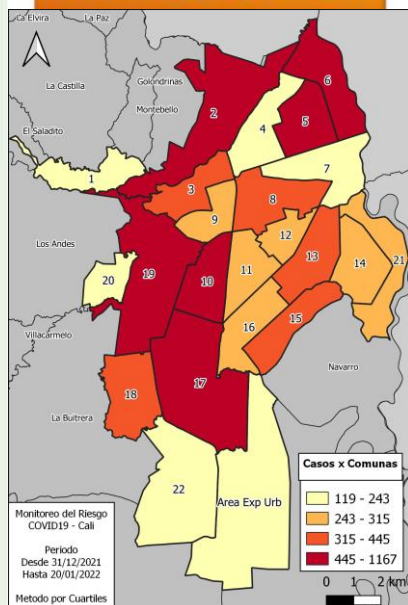 La Elvira
La Paz
6
La Castilla
Golondrinas
2
Montebello
5
4
El Saladito
7
1
3
8
9
12
Los Andes
19
11
13
14
21
20
10
Villacarmelo
16
15
Navarro
18
17
La Buitrera
22
Area Exp Urb
Casos x Comunas
119 - 243
243 - 315
315 - 445
445 - 1167
Monitoreo del Riesgo
COVID19 - Cali
Periodo
Desde 31/12/2021
Hasta 20/01/2022
Metodo por Cuartiles
0 1 2 km